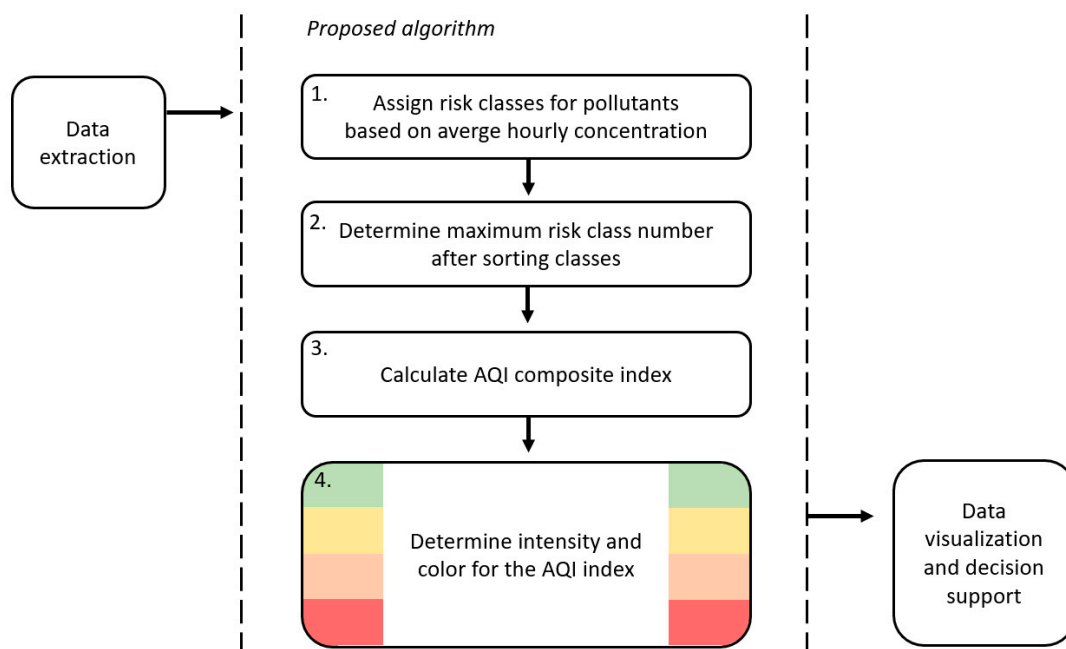 Proposed algorithm
Data
extraction
1.
Assign risk classes for pollutants
based on averge hourly concentration
2.
Determine maximum risk class number
after sorting classes
3.
Calculate AQI composite index
4.
Determine intensity and
color for the AQI index
Data
visualization
and decision
support